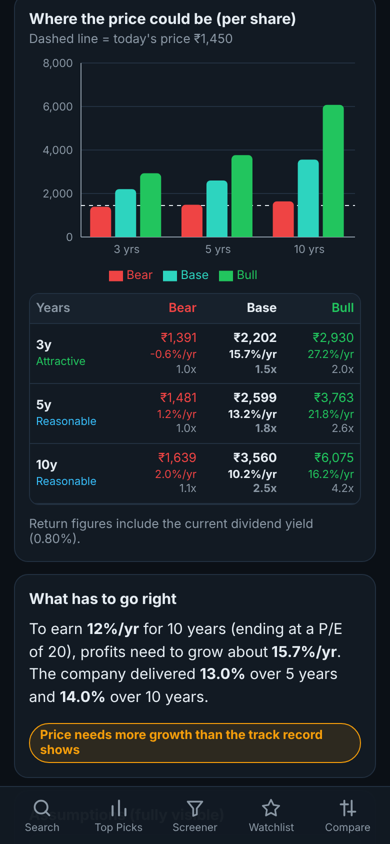 Where the price could be (per share)
Dashed line = today's price ₹1,450
8,000
6,000
4,000
2,000
0
3 yrs 5 yrs 10 yrs
Bear Base Bull
Years Bear Base Bull
3y ₹1,391 ₹2,202 ₹2,930
Attractive -0.6%/yr 15.7%/yr 27.2%/yr
1.0x 1.5x 2.0x
5y ₹1,481 ₹2,599 ₹3,763
Reasonable 1.2%/yr 13.2%/yr 21.8%/yr
1.0x 1.8x 2.6x
10y ₹1,639 ₹3,560 ₹6,075
Reasonable 2.0%/yr 10.2%/yr 16.2%/yr
1.1x 2.5x 4.2x
Return figures include the current dividend yield
(0.80%).
What has to go right
To earn 12%/yr for 10 years (ending at a P/E
of 20), profits need to grow about 15.7%/yr.
The company delivered 13.0% over 5 years
and 14.0% over 10 years.
Price needs more growth than the track record
shows
Assumptions (fully visible)
Search Top Picks Screener Watchlist Compare